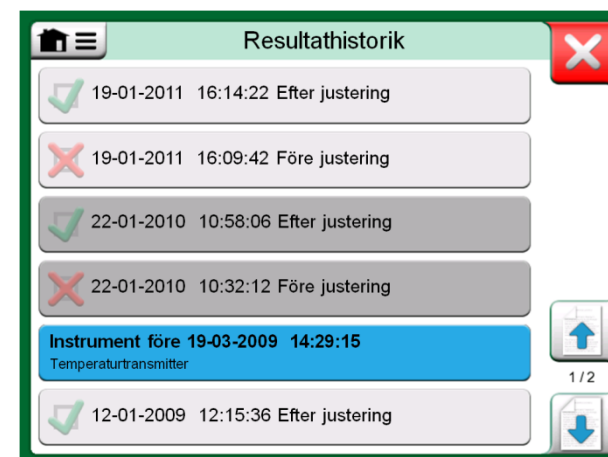 Resultathistorik
19-01-2011 16:14:22 Efter justering
19-01-2011 16:09:42 Före justering
22-01-2010 10:58:06 Efter justering
22-01-2010 10:32:12 Före justering
Instrument före 19-03-2009 14:29:15
Temperaturtransmitter
1/2
12-01-2009 12:15:36 Efter justering